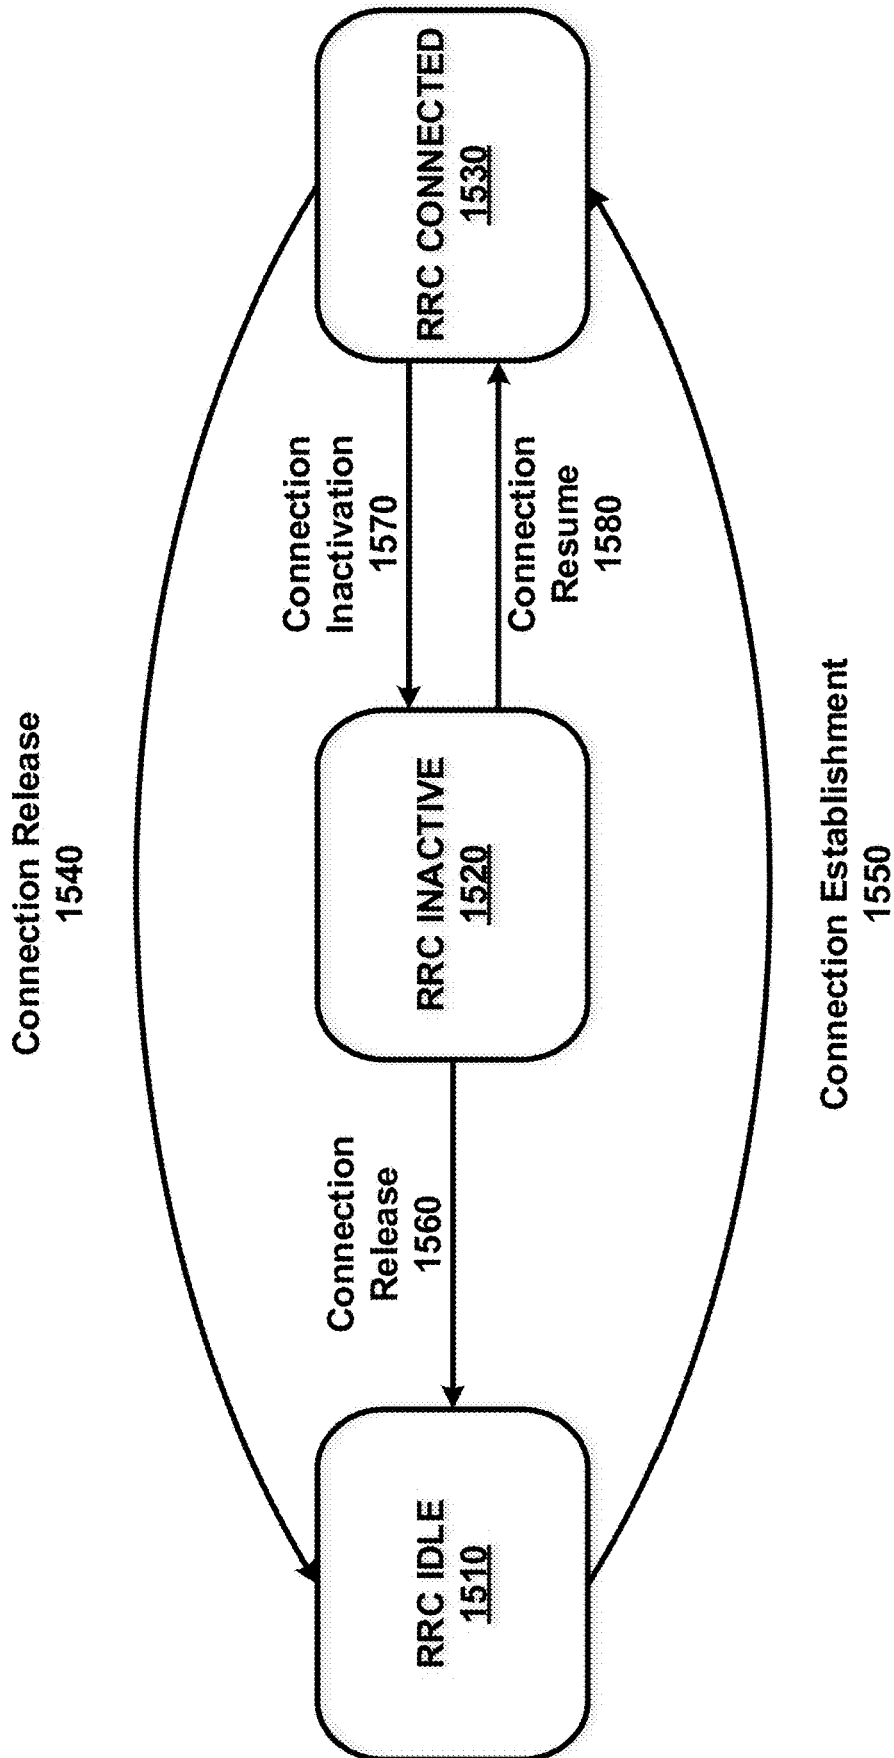 Connection Release
1540
RRC IDLE
1510
Connection
Release
1560
RRC INACTIVE
1520
Connection
Inactivation
1570
Connection
Resume
1580
RRC CONNECTED
1530
Connection Establishment
1550